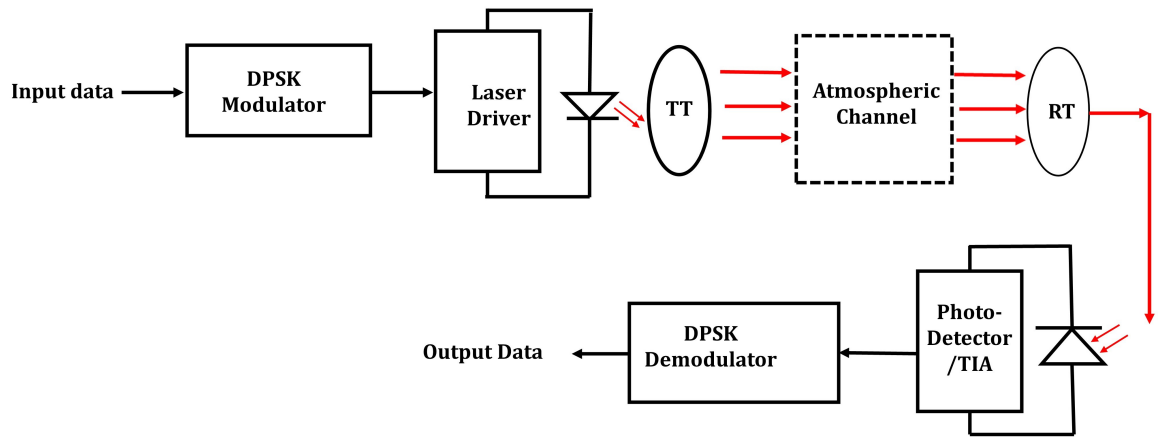 Input data
DPSK
Modulator
Laser
Driver
TT
Atmospheric
Channel
RT
Photo-
Detector
/TIA
DPSK
Demodulator
Output Data